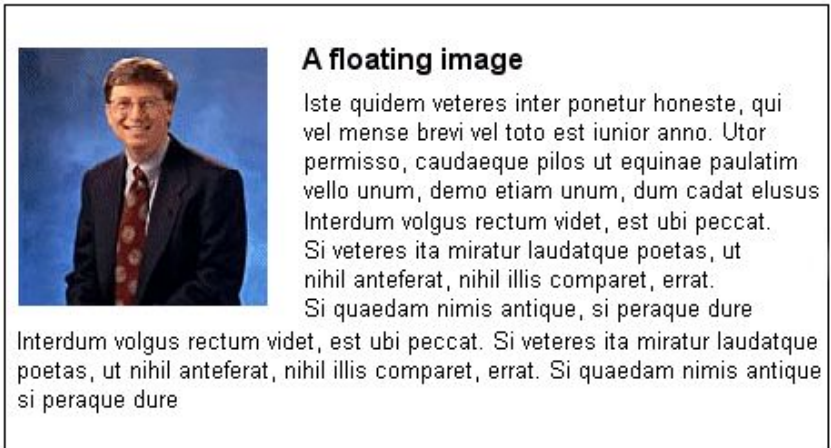 A floating image
Iste quidem veteres inter ponetur honeste, qui
vel mense brevi vel toto est iunior anno. Utor
permisso, caudaeque pilos ut equinae paulatim
vello unum, demo etiam unum, dum cadat elusus
Interdum volgus rectum videt, est ubi peccat.
Si veteres ita miratur laudatque poetas, ut
nihil anteferat, nihil illis comparet, errat.
Si quaedam nimis antique, si peraque dure
Interdum volgus rectum videt, est ubi peccat. Si veteres ita miratur laudatque
poetas, ut nihil anteferat, nihil illis comparet, errat. Si quaedam nimis antique
si peraque dure